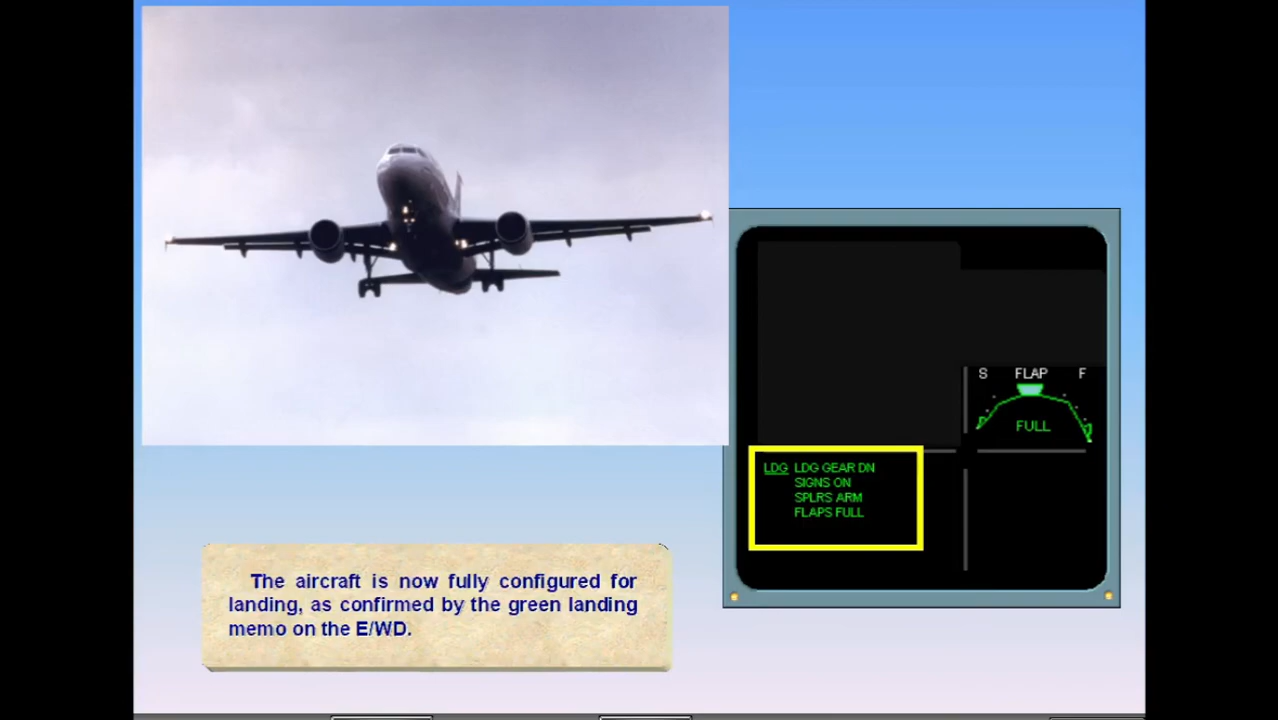 S FLAP F
FULL
LDG LDG GEAR DN
SIGNS ON
SPLRS ARM
FLAPS FULL
The aircraft is now fully configured for
landing, as confirmed by the green landing
memo on the E/WD.